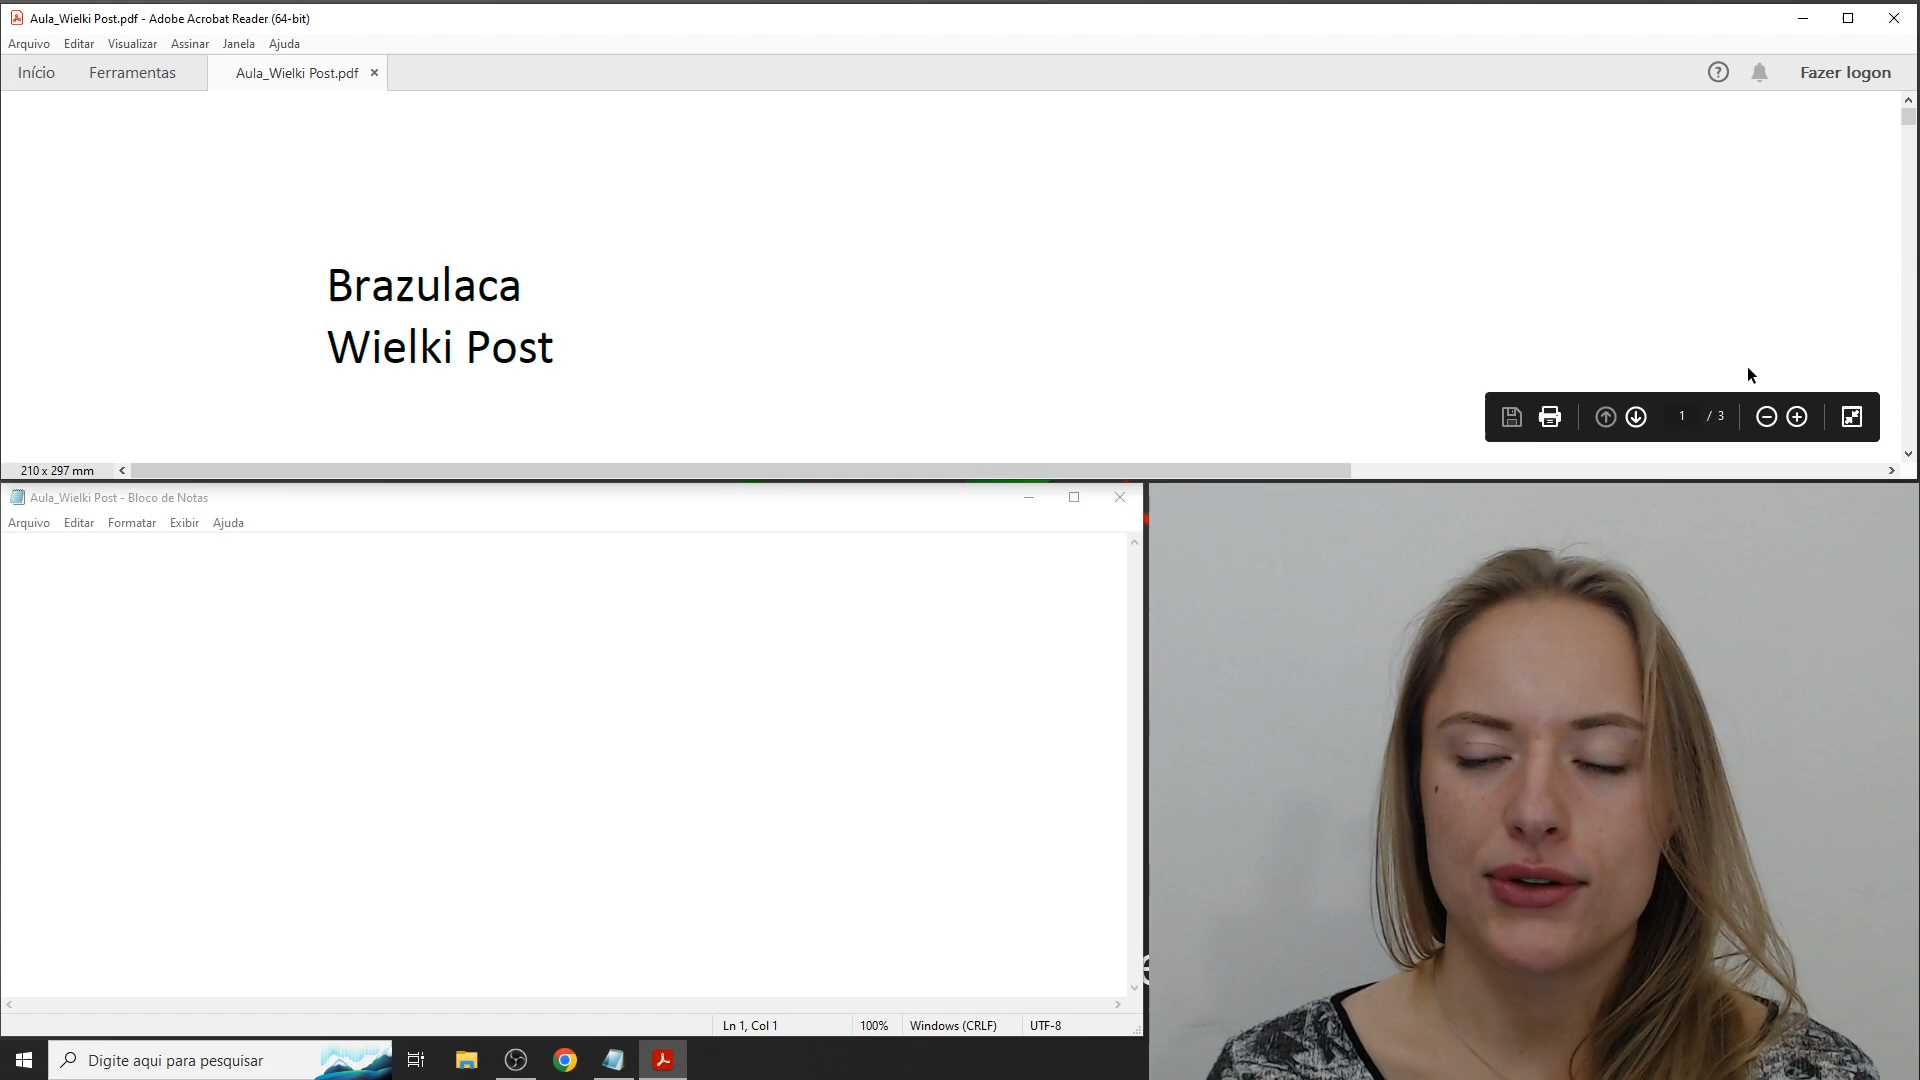 Aula_Wielki Post.pdf - Adobe Acrobat Reader (64-bit)
Arquivo Editar Visualizar Assinar Janela Ajuda
Início Ferramentas Aula_Wielki Post.pdf Fazer logon
Brazulaca
Wielki Post
1 / 3
210 x 297 mm
Aula_Wielki Post - Bloco de Notas
Arquivo Editar Formatar Exibir Ajuda
Ln 1, Col 1 100% Windows (CRLF) UTF-8
Digite aqui para pesquisar